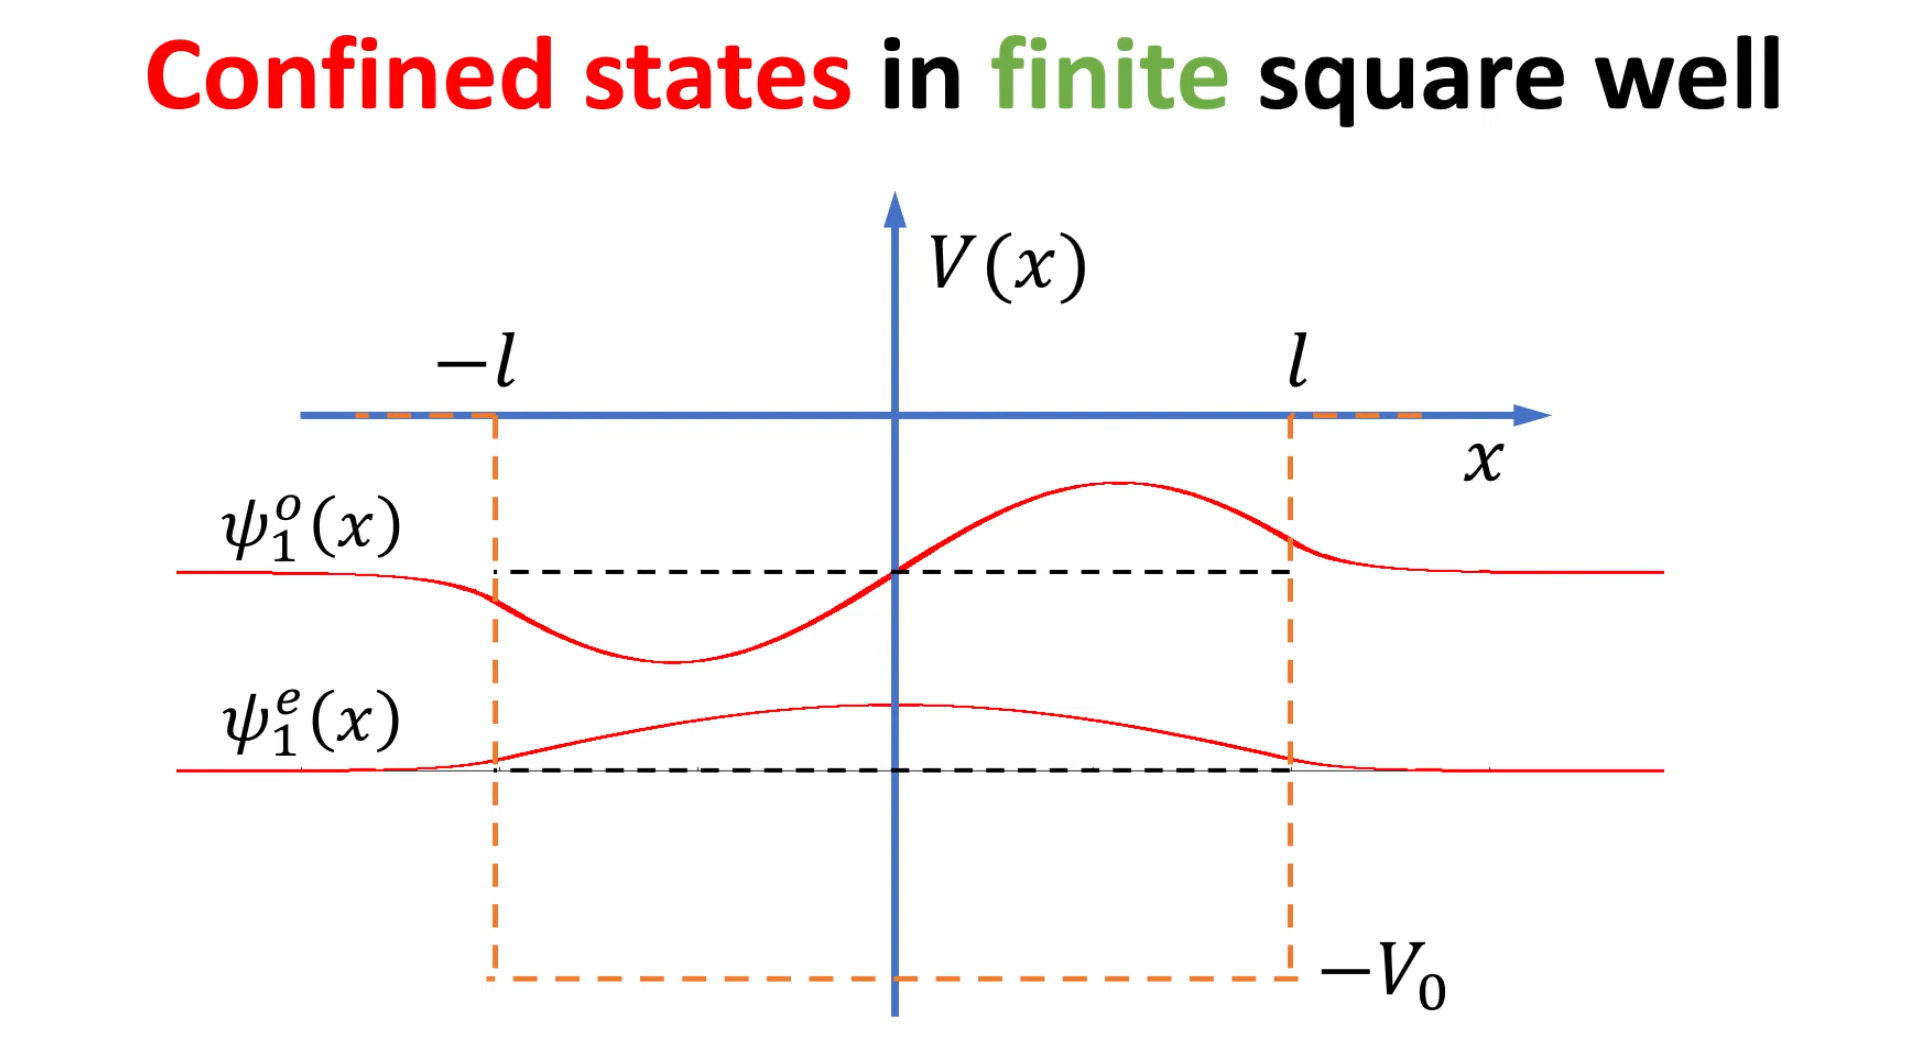 Confined states in finite square well
V(x)
−l
l
x
ψ₁ᵒ(x)
ψ₁ᵉ(x)
−V₀